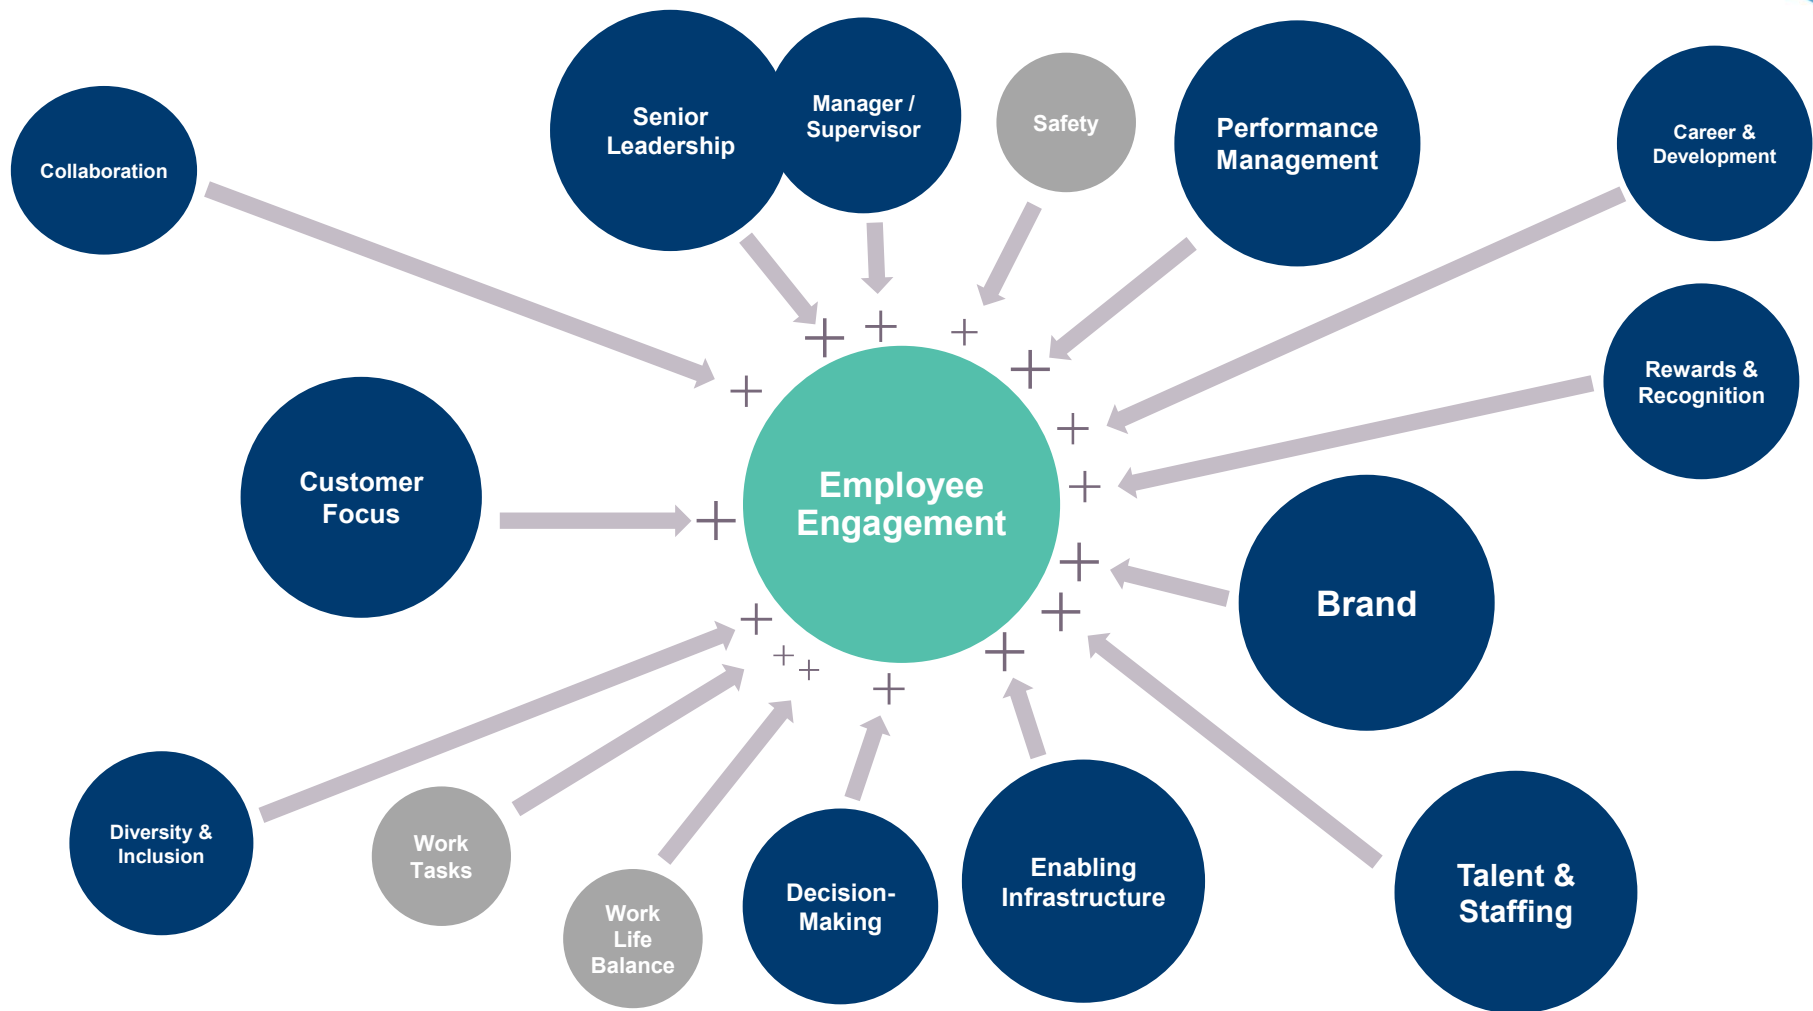 Senior
Leadership
Manager /
Supervisor
Safety
Performance
Management
Career &
Development
Collaboration
Rewards &
Recognition
Customer
Focus
Employee
Engagement
Brand
Diversity &
Inclusion
Work
Tasks
Work
Life
Balance
Decision-
Making
Enabling
Infrastructure
Talent &
Staffing